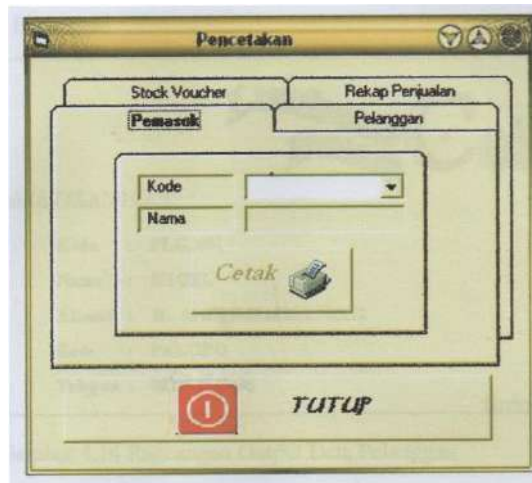 Pencetakan
Stock Voucher Rekap Penjualan
Pemasok Pelanggan
Kode
Nama
Cetak
TUTUP